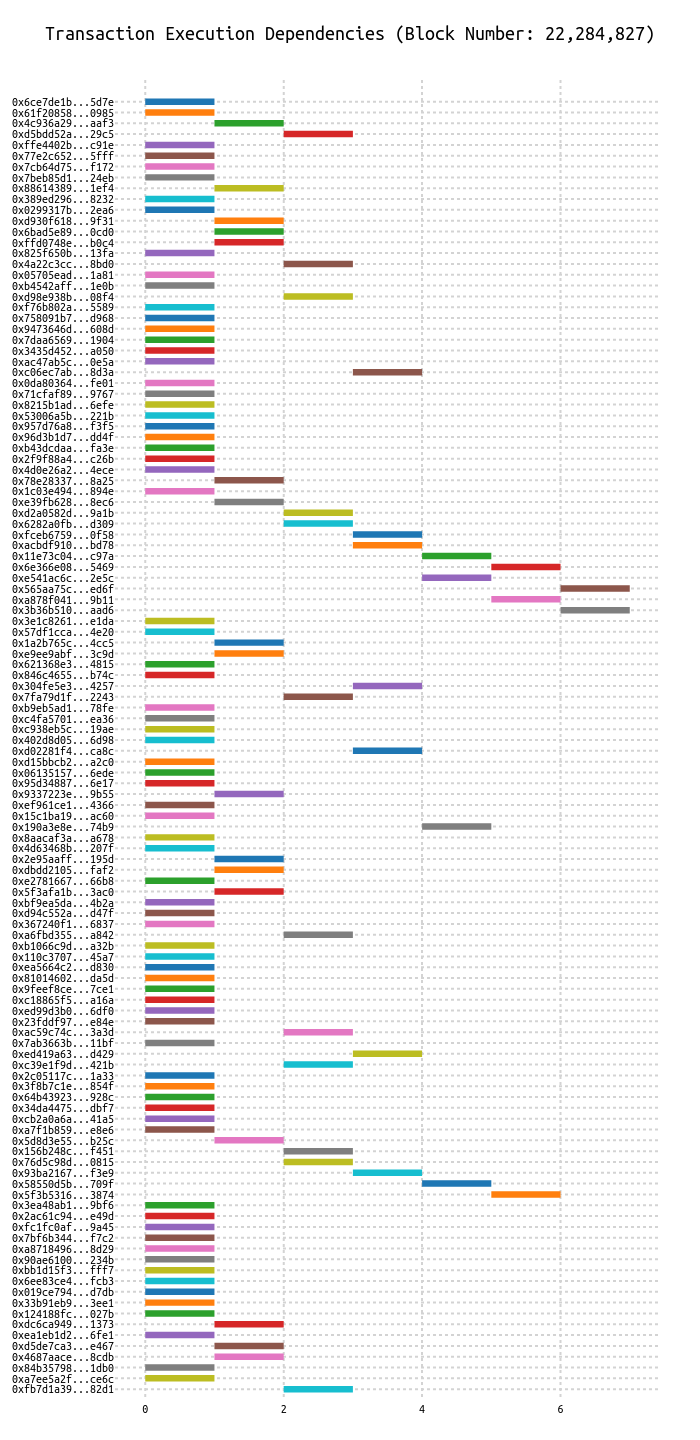 Transaction Execution Dependencies (Block Number: 22,284,827)
0x6ce7de1b...5d7e
0x61f20858...0985
0x4c936a29...aaf3
0xd5bdd52a...29c5
0xffe4402b...c91e
0x77e2c652...5fff
0x7cb64d75...f172
0x7beb85d1...24eb
0x88614389...1ef4
0x389ed296...8232
0x0299317b...2ea6
0xd930f618...9f31
0x6bad5e89...0cd0
0xffd0748e...b0c4
0x825f650b...13fa
0x4a22c3cc...8bd0
0x05705ead...1a81
0xb4542aff...1e0b
0xd98e938b...08f4
0xf76b802a...5589
0x758091b7...d968
0x9473646d...608d
0x7daa6569...1904
0x3435d452...a050
0xac47ab5c...0e5a
0xc06ec7ab...8d3a
0x0da80364...fe01
0x71cfaf89...9767
0x8215b1ad...6efe
0x53006a5b...221b
0x957d76a8...f3f5
0x96d3b1d7...dd4f
0xb43dcdaa...fa3e
0x2f9f88a4...c26b
0x4d0e26a2...4ece
0x78e28337...8a25
0x1c03e494...894e
0xe39fb628...8ec6
0xd2a0582d...9a1b
0x6282a0fb...d309
0xfceb6759...0f58
0xacbdf910...bd78
0x11e73c04...c97a
0x6e366e08...5469
0xe541ac6c...2e5c
0x565aa75c...ed6f
0xa878f041...9b11
0x3b36b510...aad6
0x3e1c8261...e1da
0x57df1cca...4e20
0x1a2b765c...4cc5
0xe9ee9abf...3c9d
0x621368e3...4815
0x846c4655...b74c
0x304fe5e3...4257
0x7fa79d1f...2243
0xb9eb5ad1...78fe
0xc4fa5701...ea36
0xc938eb5c...19ae
0x402d8d05...6d98
0xd02281f4...ca8c
0xd15bbcb2...a2c0
0x06135157...6ede
0x95d34887...6e17
0x9337223e...9b55
0xef961ce1...4366
0x15c1ba19...ac60
0x190a3e8e...74b9
0x8aacaf3a...a678
0x4d63468b...207f
0x2e95aaff...195d
0xdbdd2105...faf2
0xe2781667...66b8
0x5f3afa1b...3ac0
0xbf9ea5da...4b2a
0xd94c552a...d47f
0x367240f1...6837
0xa6fbd355...a842
0xb1066c9d...a32b
0x110c3707...45a7
0xea5664c2...d830
0x81014602...da5d
0x9feef8ce...7ce1
0xc18865f5...a16a
0xed99d3b0...6df0
0x23fddf97...e84e
0xac59c74c...3a3d
0x7ab3663b...11bf
0xed419a63...d429
0xc39e1f9d...421b
0x2c05117c...1a33
0x3f8b7c1e...854f
0x64b43923...928c
0x34da4475...dbf7
0xcb2a0a6a...41a5
0xa7f1b859...e8e6
0x5d8d3e55...b25c
0x156b248c...f451
0x76d5c98d...0815
0x93ba2167...f3e9
0x58550d5b...709f
0x5f3b5316...3874
0x3ea48ab1...9bf6
0x2ac61c94...e49d
0xfc1fc0af...9a45
0x7bf6b344...f7c2
0xa8718496...8d29
0x90ae6100...234b
0xbb1d15f3...fff7
0x6ee83ce4...fcb3
0x019ce794...d7db
0x33b91eb9...3ee1
0x124188fc...027b
0xdc6ca949...1373
0xea1eb1d2...6fe1
0xd5de7ca3...e467
0x4687aace...8cdb
0x84b35798...1db0
0xa7ee5a2f...ce6c
0xfb7d1a39...82d1
0 2 4 6